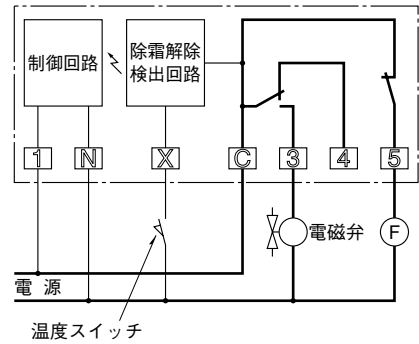 制御回路
除霜解除
検出回路
1 N X C 3 4 5
電磁弁
F
電 源
温度スイッチ